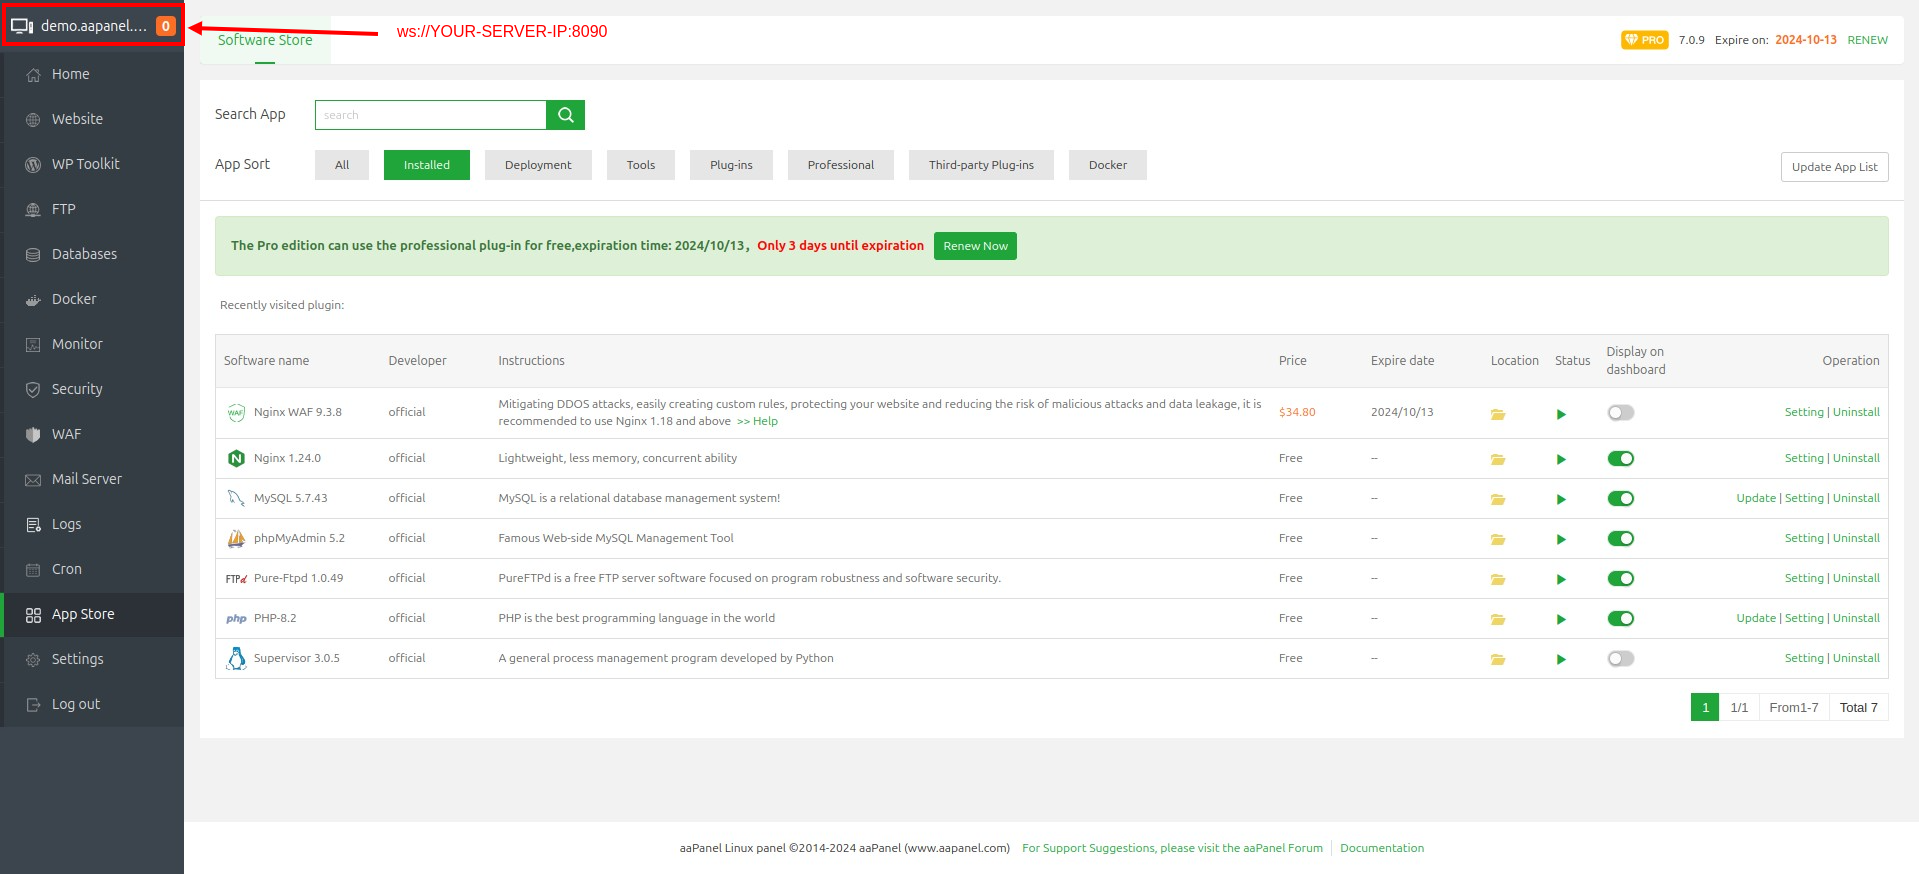 demo.aapanel.... 0
ws://YOUR-SERVER-IP:8090
Software Store
PRO 7.0.9 Expire on: 2024-10-13 RENEW
Home
Website
WP Toolkit
FTP
Databases
Docker
Monitor
Security
WAF
Mail Server
Logs
Cron
App Store
Settings
Log out
Search App search
App Sort All Installed Deployment Tools Plug-ins Professional Third-party Plug-ins Docker Update App List
The Pro edition can use the professional plug-in for free,expiration time: 2024/10/13, Only 3 days until expiration Renew Now
Recently visited plugin:
Software name Developer Instructions Price Expire date Location Status Display on dashboard Operation
WAF Nginx WAF 9.3.8 official Mitigating DDOS attacks, easily creating custom rules, protecting your website and reducing the risk of malicious attacks and data leakage, it is
recommended to use Nginx 1.18 and above >> Help $34.80 2024/10/13 Setting | Uninstall
N Nginx 1.24.0 official Lightweight, less memory, concurrent ability Free -- Setting | Uninstall
MySQL 5.7.43 official MySQL is a relational database management system! Free -- Update | Setting | Uninstall
phpMyAdmin 5.2 official Famous Web-side MySQL Management Tool Free -- Setting | Uninstall
FTPd Pure-Ftpd 1.0.49 official PureFTPd is a free FTP server software focused on program robustness and software security. Free -- Setting | Uninstall
php PHP-8.2 official PHP is the best programming language in the world Free -- Update | Setting | Uninstall
Supervisor 3.0.5 official A general process management program developed by Python Free -- Setting | Uninstall
1 1/1 From1-7 Total 7
aaPanel Linux panel ©2014-2024 aaPanel (www.aapanel.com) For Support Suggestions, please visit the aaPanel Forum Documentation